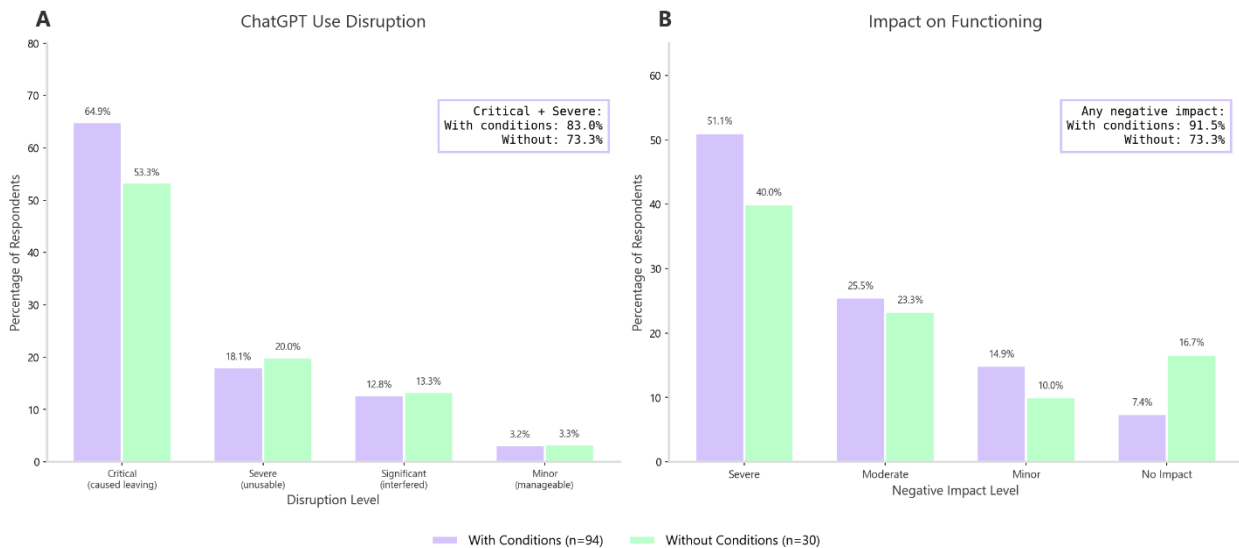 A
ChatGPT Use Disruption
Percentage of Respondents
80
70
60
50
40
30
20
10
0
64.9%
53.3%
18.1%
20.0%
12.8%
13.3%
3.2%
3.3%
Critical + Severe:
With conditions: 83.0%
Without: 73.3%
Critical
(caused leaving)
Severe
(unusable)
Significant
(interfered)
Minor
(manageable)
Disruption Level
B
Impact on Functioning
Percentage of Respondents
60
50
40
30
20
10
0
51.1%
40.0%
25.5%
23.3%
14.9%
10.0%
7.4%
16.7%
Any negative impact:
With conditions: 91.5%
Without: 73.3%
Severe
Moderate
Minor
No Impact
Negative Impact Level
With Conditions (n=94)
Without Conditions (n=30)